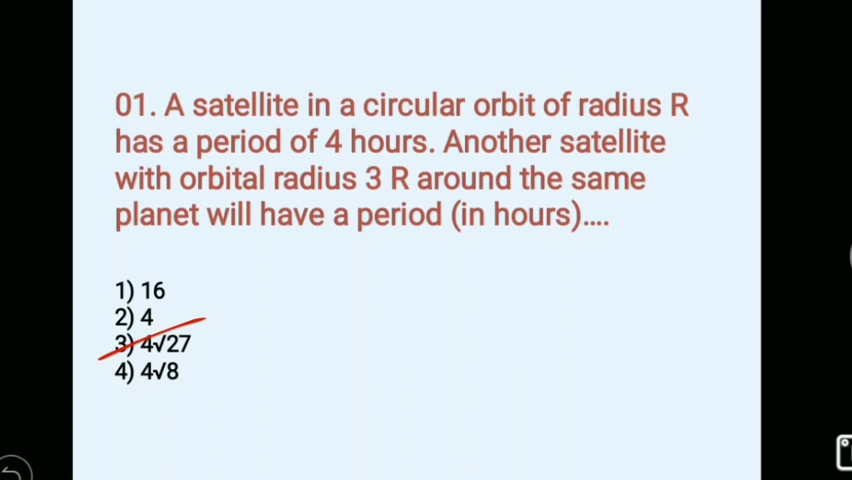 01. A satellite in a circular orbit of radius R
has a period of 4 hours. Another satellite
with orbital radius 3 R around the same
planet will have a period (in hours)....
1) 16
2) 4
3) 4√27
4) 4√8